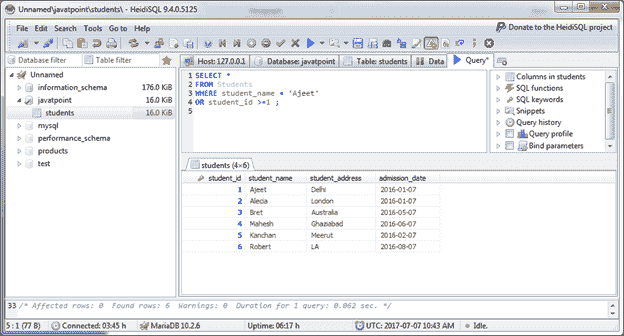 Unnamed\javatpoint\students\ - HeidiSQL 9.4.0.5125
File Edit Search Tools Go to Help
Donate to the HeidiSQL project
Database filter Table filter
Host: 127.0.0.1 Database: javatpoint Table: students Data Query*
Unnamed
information_schema 176.0 KiB
javatpoint 16.0 KiB
students 16.0 KiB
mysql
performance_schema
products
test
1 SELECT *
2 FROM Students
3 WHERE student_name = 'Ajeet'
4 OR student_id >=1 ;
5
Columns in students
SQL functions
SQL keywords
Snippets
Query history
Query profile
Bind parameters
students (4×6)
student_id student_name student_address admission_date
1 Ajeet Delhi 2016-01-07
2 Alecia London 2016-01-07
3 Bret Australia 2016-05-07
4 Mahesh Ghaziabad 2016-06-07
5 Kanchan Meerut 2016-02-07
6 Robert LA 2016-08-07
33 /* Affected rows: 0 Found rows: 6 Warnings: 0 Duration for 1 query: 0.062 sec. */
5 : 1 (77 B) Connected: 03:45 h MariaDB 10.2.6 Uptime: 06:17 h UTC: 2017-07-07 10:43 AM Idle.